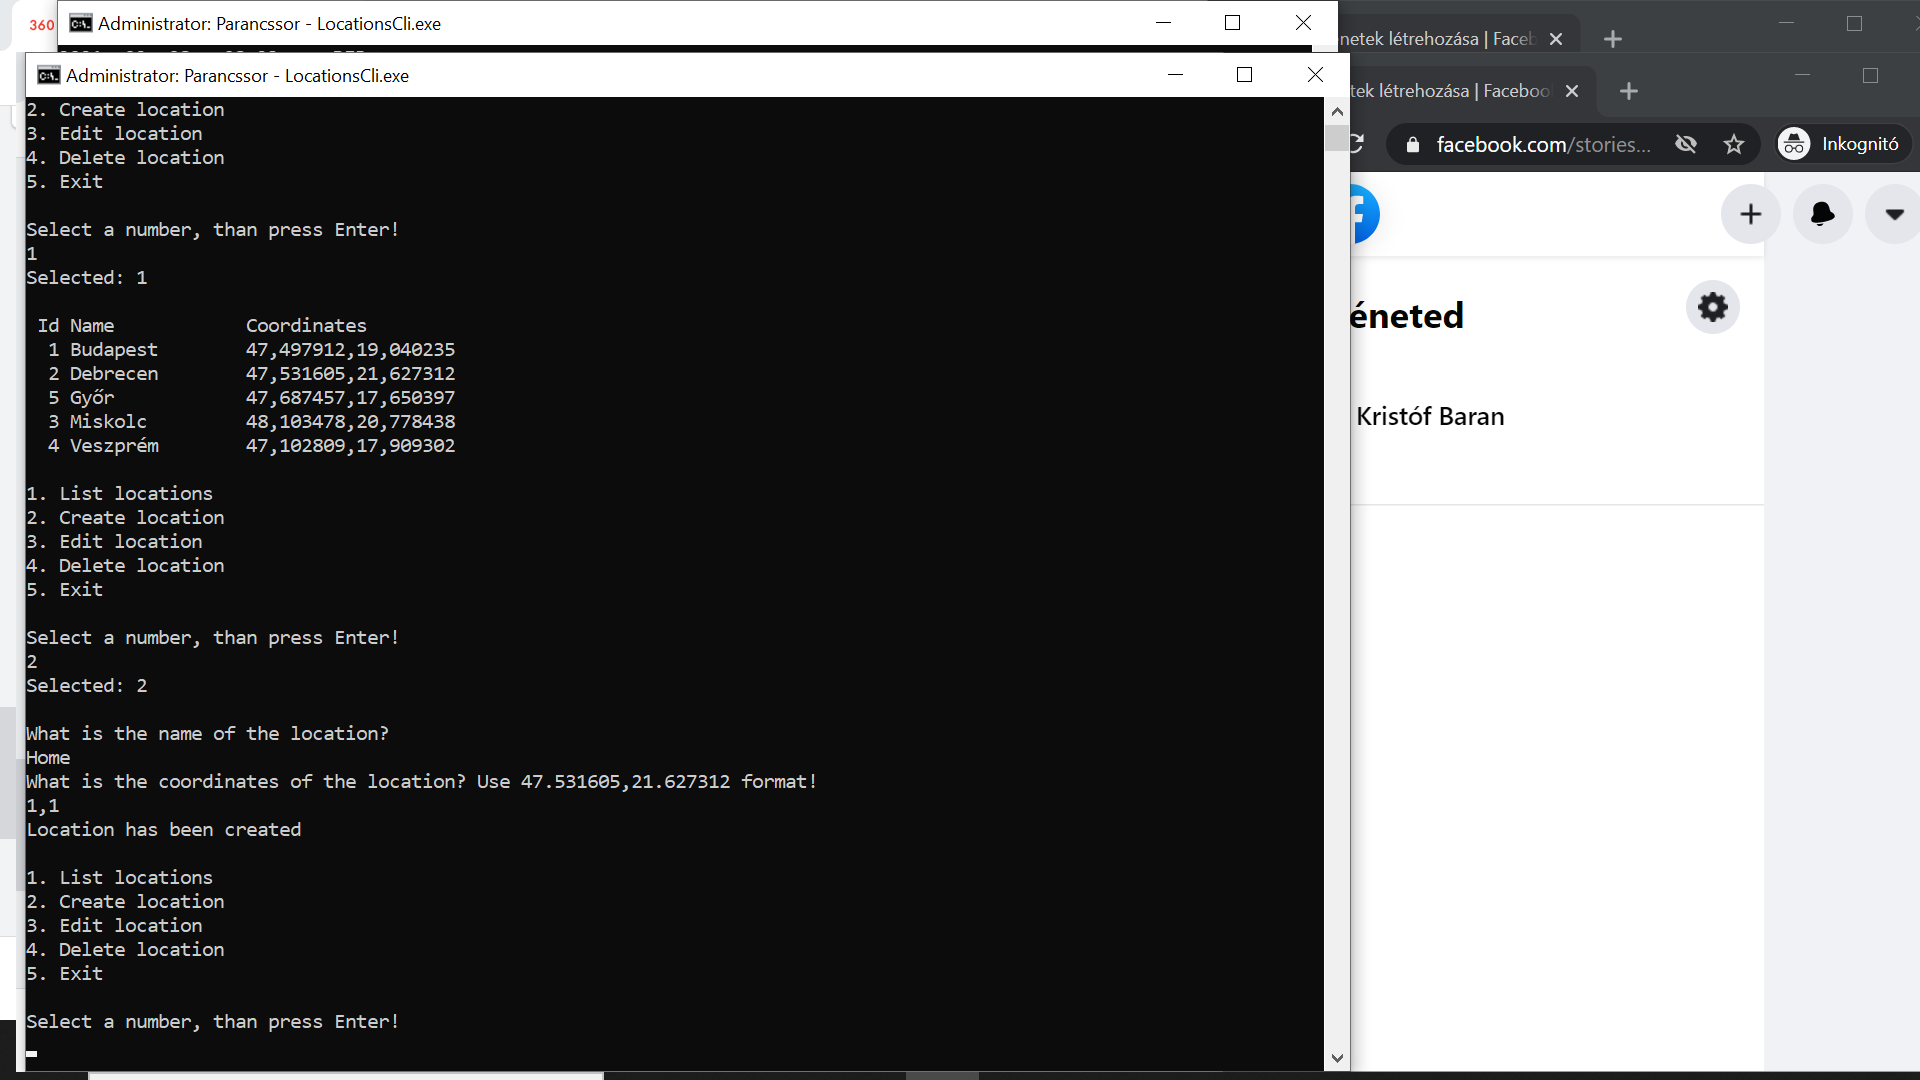 360
Administrator: Parancssor - LocationsCli.exe
Administrator: Parancssor - LocationsCli.exe
2. Create location
3. Edit location
4. Delete location
5. Exit
Select a number, than press Enter!
1
Selected: 1
Id Name Coordinates
1 Budapest 47,497912,19,040235
2 Debrecen 47,531605,21,627312
5 Győr 47,687457,17,650397
3 Miskolc 48,103478,20,778438
4 Veszprém 47,102809,17,909302
1. List locations
2. Create location
3. Edit location
4. Delete location
5. Exit
Select a number, than press Enter!
2
Selected: 2
What is the name of the location?
Home
What is the coordinates of the location? Use 47.531605,21.627312 format!
1,1
Location has been created
1. List locations
2. Create location
3. Edit location
4. Delete location
5. Exit
Select a number, than press Enter!
netek létrehozása | Faceb
tek létrehozása | Faceboo
facebook.com/stories...
Inkognitó
éneted
Kristóf Baran